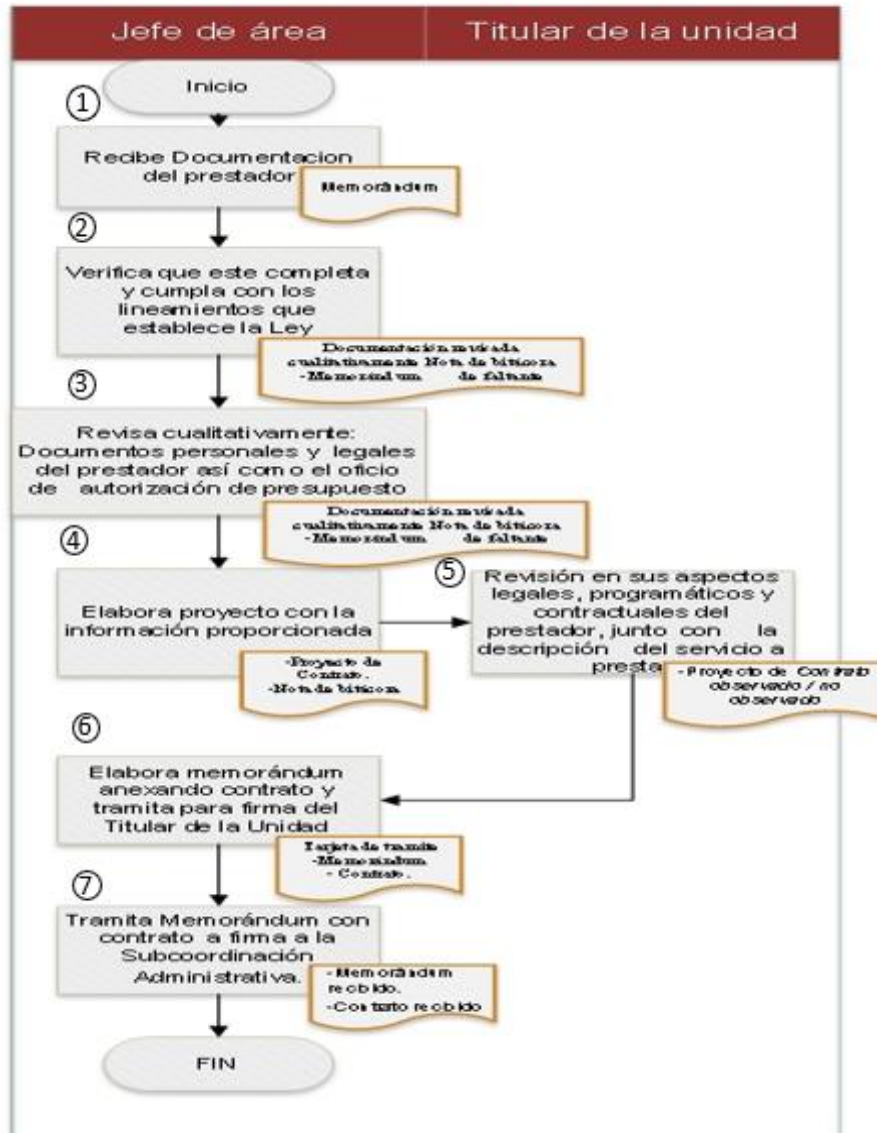 Jefe de área
Titular de la unidad
Inicio
1
Recibe Documentacion
del prestador
Memorándum
2
Verifica que este completa
y cumpla con los
lineamientos que
establece la Ley
Documentación revisada
cualitativamente Nota de bitácora
-Memorándum de faltante
3
Revisa cualitativamente:
Documentos personales y legales
del prestador así como el oficio
de autorización de presupuesto
Documentación revisada
cualitativamente Nota de bitácora
-Memorándum de faltante
4
Elabora proyecto con la
información proporcionada
-Proyecto de
Contrato.
-Nota de bitácora
5
Revisión en sus aspectos
legales, programáticos y
contractuales del
prestador, junto con la
descripción del servicio a
presta
- Proyecto de Contrato
observado / no
observado
6
Elabora memorándum
anexando contrato y
tramita para firma del
Titular de la Unidad
Tarjeta de tramite
-Memorándum
- Contrato.
7
Tramita Memorándum con
contrato a firma a la
Subcoordinación
Administrativa.
- Memorándum
recibido.
-Contrato recibido
FIN